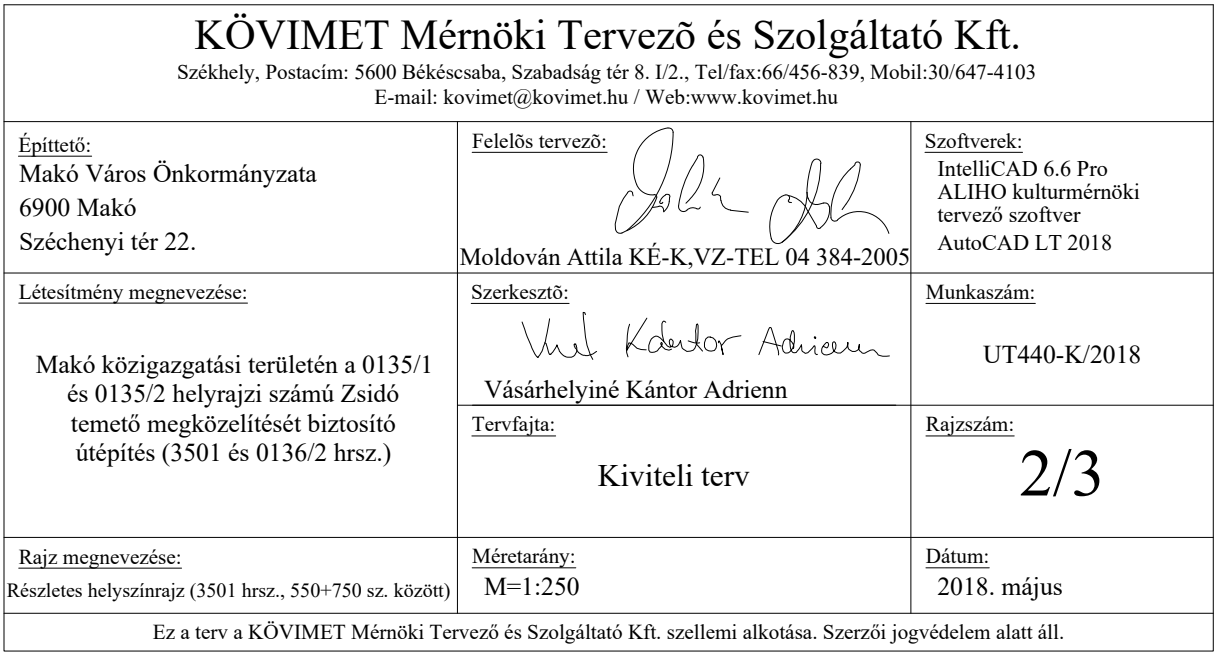 KÖVIMET Mérnöki Tervezõ és Szolgáltató Kft.
Székhely, Postacím: 5600 Békéscsaba, Szabadság tér 8. I/2., Tel/fax:66/456-839, Mobil:30/647-4103
E-mail: kovimet@kovimet.hu / Web:www.kovimet.hu
Építtető:
Makó Város Önkormányzata
6900 Makó
Széchenyi tér 22.
Felelõs tervezõ:
Moldován Attila KÉ-K,VZ-TEL 04 384-2005
Szoftverek:
IntelliCAD 6.6 Pro
ALIHO kulturmérnöki
tervező szoftver
AutoCAD LT 2018
Létesítmény megnevezése:
Makó közigazgatási területén a 0135/1
és 0135/2 helyrajzi számú Zsidó
temető megközelítését biztosító
útépítés (3501 és 0136/2 hrsz.)
Szerkesztõ:
Kántor Adrienn
Vásárhelyiné Kántor Adrienn
Munkaszám:
UT440-K/2018
Tervfajta:
Kiviteli terv
Rajzszám:
2/3
Rajz megnevezése:
Részletes helyszínrajz (3501 hrsz., 550+750 sz. között)
Méretarány:
M=1:250
Dátum:
2018. május
Ez a terv a KÖVIMET Mérnöki Tervező és Szolgáltató Kft. szellemi alkotása. Szerzői jogvédelem alatt áll.